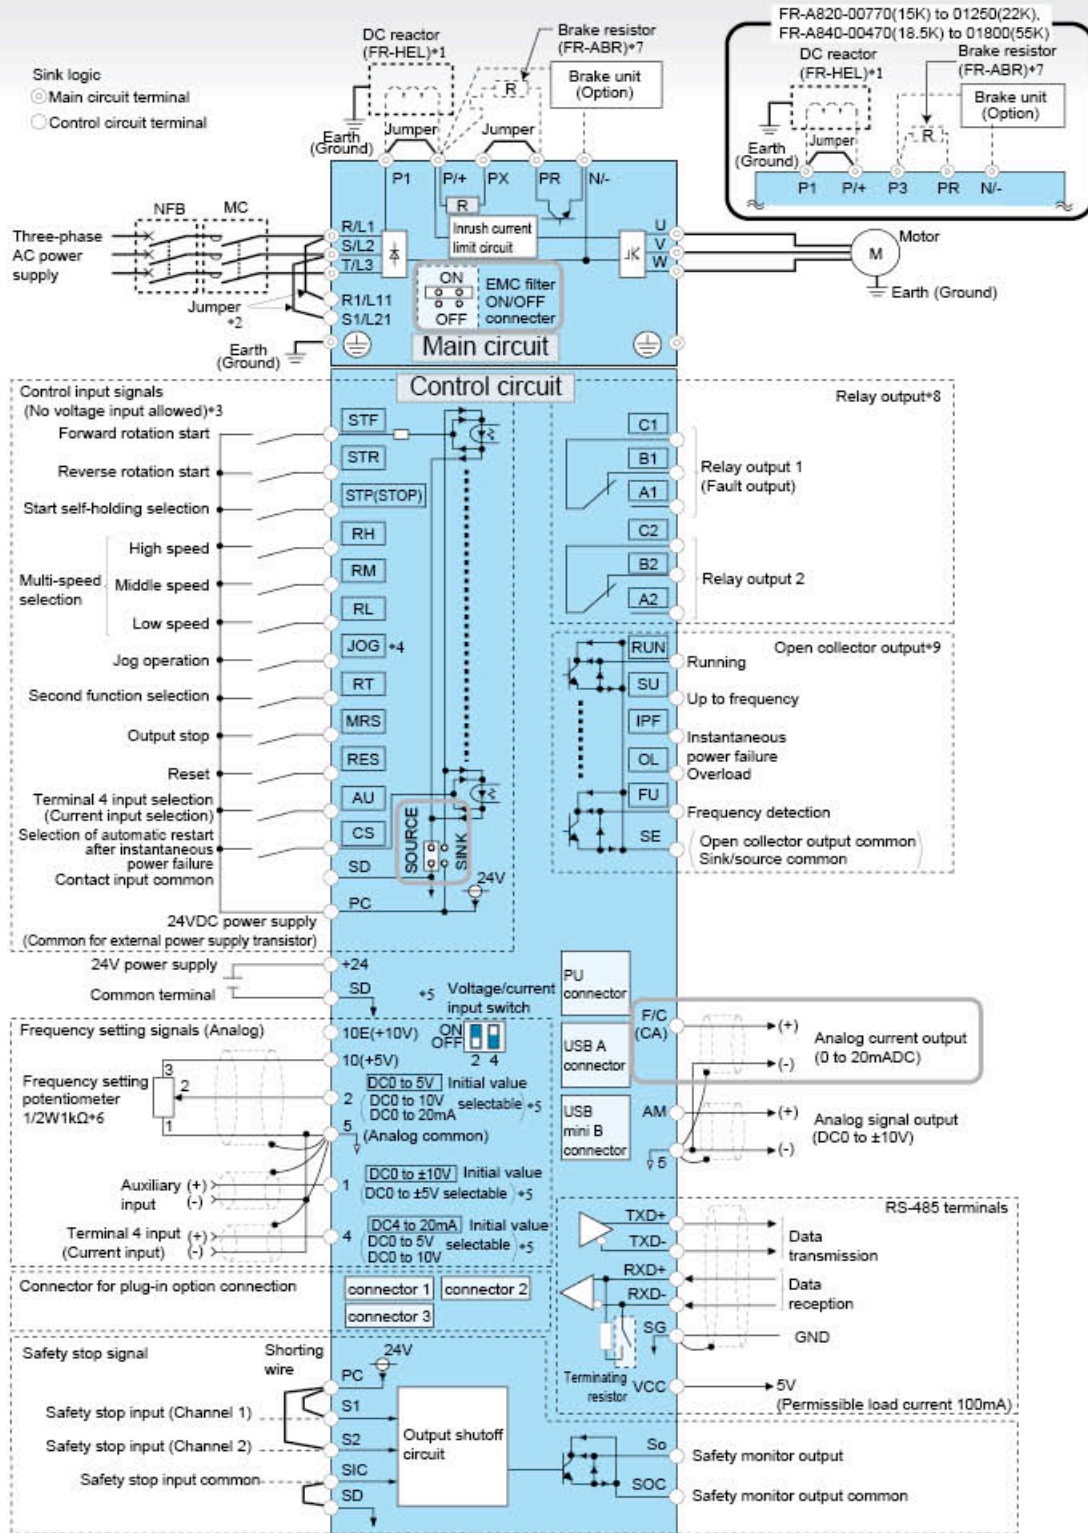 FR-A820-00770(15K) to 01250(22K),
FR-A840-00470(18.5K) to 01800(55K)
DC reactor
(FR-HEL)*1
Brake resistor
(FR-ABR)*7
Brake unit
(Option)
R
Earth
(Ground)
Jumper
P1 P/+ P3 PR N/-
Sink logic
Main circuit terminal
Control circuit terminal
DC reactor
(FR-HEL)*1
Brake resistor
(FR-ABR)*7
Brake unit
(Option)
R
Earth
(Ground)
Jumper Jumper
P1 P/+ PX PR N/-
R
NFB MC
Three-phase
AC power
supply
R/L1
S/L2
T/L3
R1/L11
S1/L21
Jumper
*2
Earth
(Ground)
Inrush current
limit circuit
ON
OFF
EMC filter
ON/OFF
connecter
U
V
W
M
Motor
Earth (Ground)
Main circuit
Control circuit
Control input signals
(No voltage input allowed)*3
Forward rotation start
STF
Reverse rotation start
STR
Start self-holding selection
STP(STOP)
Multi-speed
selection
High speed
RH
Middle speed
RM
Low speed
RL
Jog operation
JOG *4
Second function selection
RT
Output stop
MRS
Reset
RES
Terminal 4 input selection
(Current input selection)
AU
Selection of automatic restart
after instantaneous
power failure
CS
Contact input common
SD
SOURCE
SINK
24V
PC
24VDC power supply
(Common for external power supply transistor)
Relay output*8
C1
B1
A1
Relay output 1
(Fault output)
C2
B2
A2
Relay output 2
Open collector output*9
RUN
Running
SU
Up to frequency
IPF
Instantaneous
power failure
OL
Overload
FU
Frequency detection
SE
Open collector output common
Sink/source common
24V power supply
+24
Common terminal
SD
*5 Voltage/current
input switch
ON
OFF
2 4
PU
connector
USB A
connector
USB
mini B
connector
Frequency setting signals (Analog)
10E(+10V)
10(+5V)
Frequency setting
potentiometer
1/2W1kΩ*6
3
2
1
2
DC0 to 5V Initial value
DC0 to 10V
DC0 to 20mA
selectable *5
5
(Analog common)
Auxiliary (+)
input (-)
1
DC0 to ±10V Initial value
DC0 to ±5V selectable *5
Terminal 4 input (+)
(Current input) (-)
4
DC4 to 20mA Initial value
DC0 to 5V
DC0 to 10V
selectable *5
F/C
(CA)
(+)
(-)
Analog current output
(0 to 20mADC)
AM
5
(+)
(-)
Analog signal output
(DC0 to ±10V)
Connector for plug-in option connection
connector 1 connector 2
connector 3
RS-485 terminals
TXD+
TXD-
Data
transmission
RXD+
RXD-
Data
reception
SG
GND
Terminating
resistor
VCC
5V
(Permissible load current 100mA)
Safety stop signal
Shorting
wire
24V
PC
Safety stop input (Channel 1)
S1
Safety stop input (Channel 2)
S2
Safety stop input common
SIC
SD
Output shutoff
circuit
So
Safety monitor output
SOC
Safety monitor output common